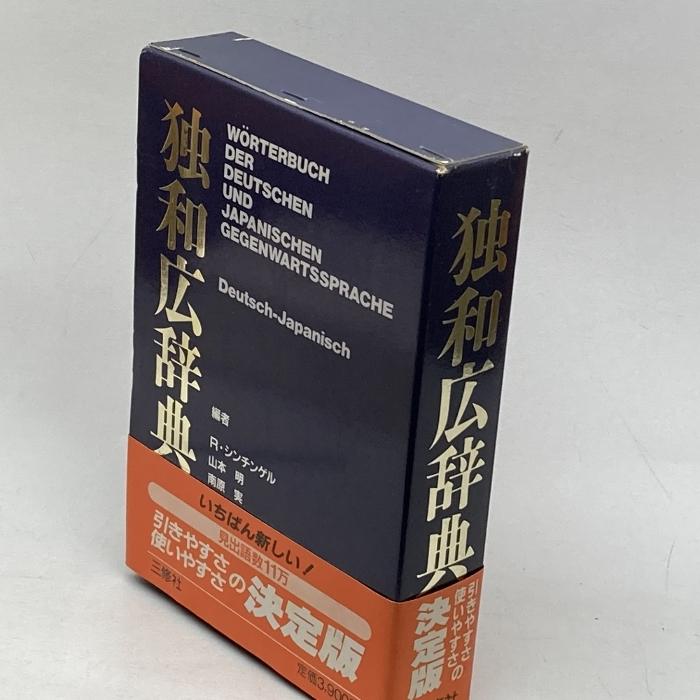 独和広辞典
WÖRTERBUCH
DER
DEUTSCHEN
UND
JAPANISCHEN
GEGENWARTSSPRACHE
Deutsch-Japanisch
編者
R・シンチンゲル
山本 明
南原 実
いちばん新しい!
見出語数11万
引きやすさ
使いやすさ
の決定版
三修社
定価3,900
独和広辞典
引きやすさ
使いやすさの
決定版